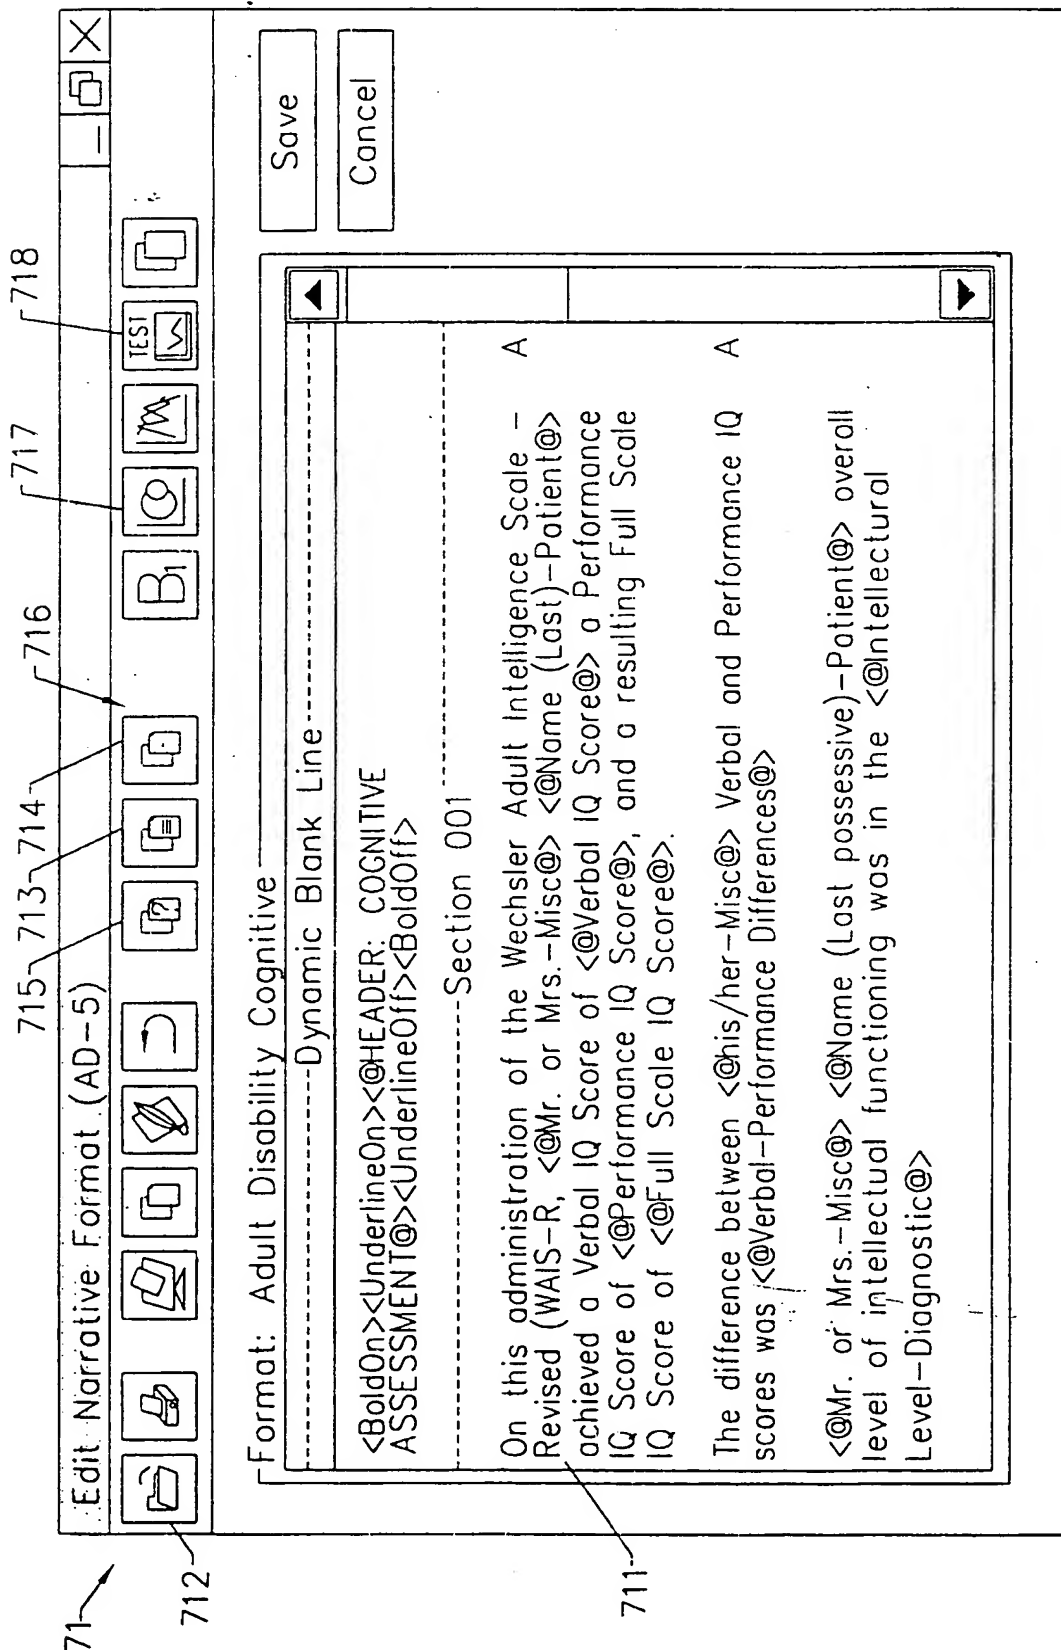 71
715 713 714 716 717 718
Edit Narrative Format (AD-5)
712
B1
TEST
Format: Adult Disability Cognitive
Save
Cancel
Dynamic Blank Line
<BoldOn><UnderlineOn><@HEADER: COGNITIVE
ASSESSMENT@><UnderlineOff><BoldOff>
Section 001
On this administration of the Wechsler Adult Intelligence Scale – A
Revised (WAIS-R, <@Mr. or Mrs.-Misc@> <@Name (Last)-Patient@>
achieved a Verbal IQ Score of <@Verbal IQ Score@> a Performance
IQ Score of <@Performance IQ Score@>, and a resulting Full Scale
IQ Score of <@Full Scale IQ Score@>.
711
The difference between <@his/her-Misc@> Verbal and Performance IQ A
scores was <@Verbal-Performance Differences@>
<@Mr. or Mrs.-Misc@> <@Name (Last possessive)-Patient@> overall
level of intellectual functioning was in the <@Intellectual
Level-Diagnostic@>